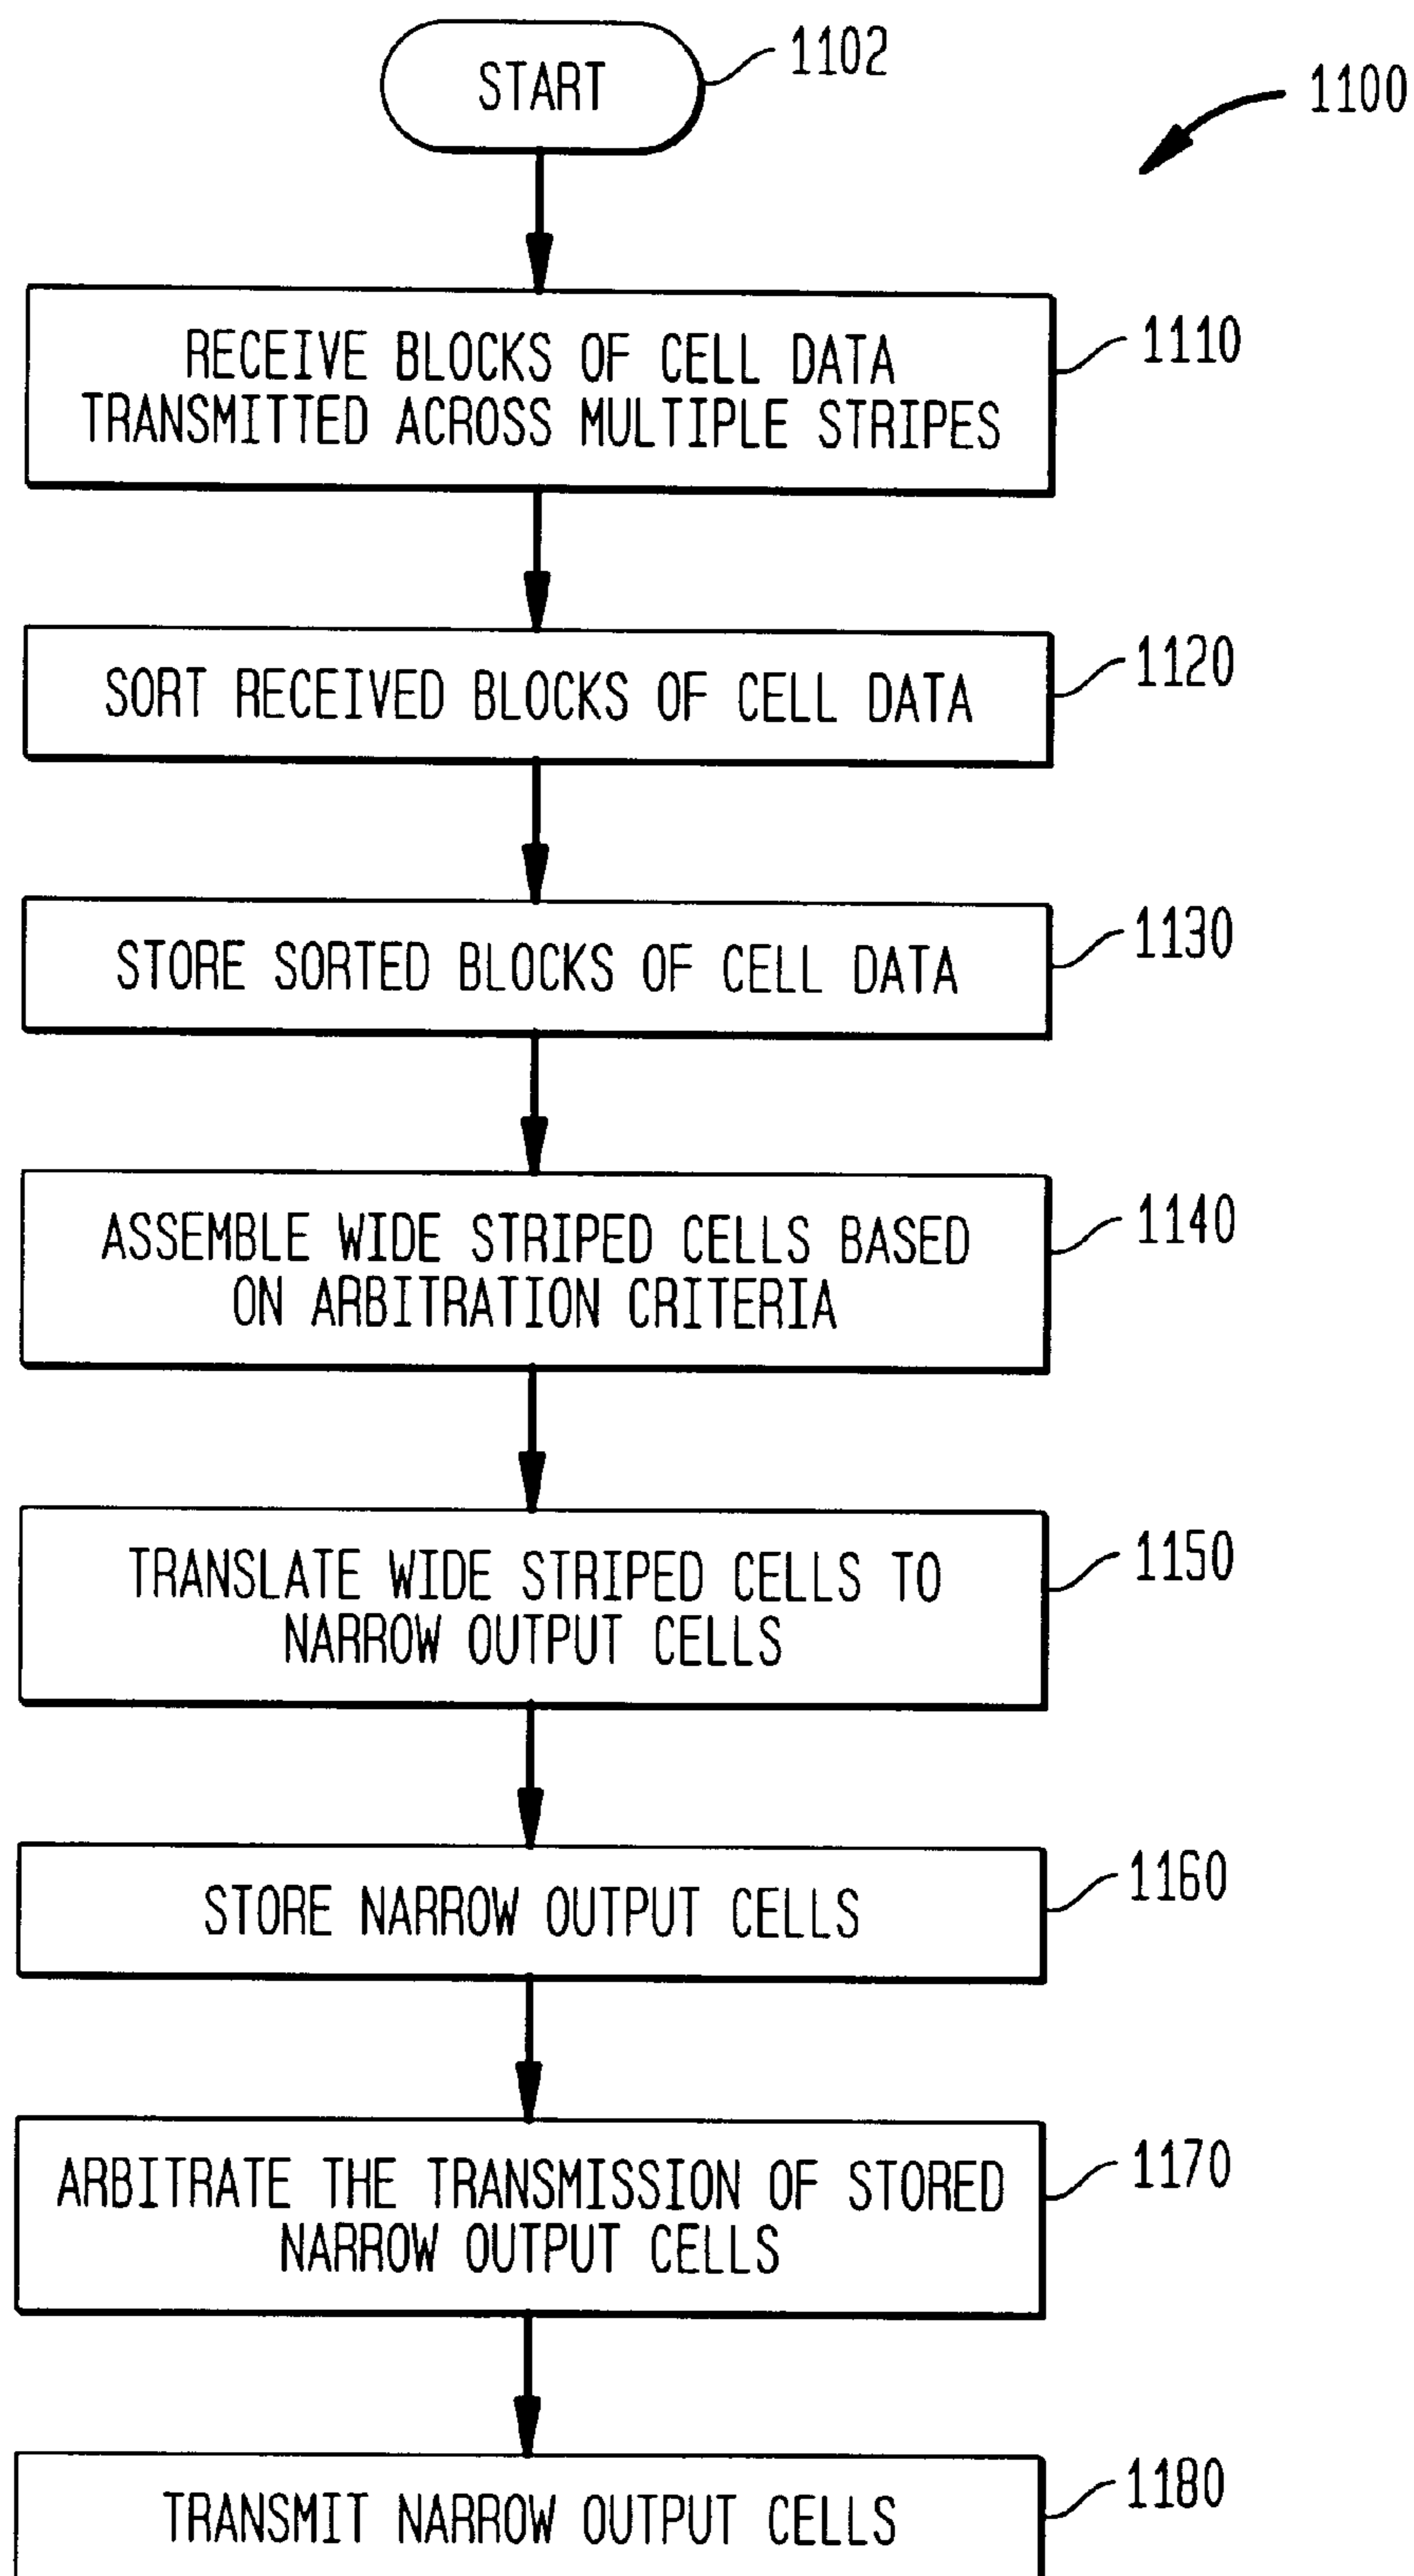 START
1102
1100
RECEIVE BLOCKS OF CELL DATA
TRANSMITTED ACROSS MULTIPLE STRIPES
1110
SORT RECEIVED BLOCKS OF CELL DATA
1120
STORE SORTED BLOCKS OF CELL DATA
1130
ASSEMBLE WIDE STRIPED CELLS BASED
ON ARBITRATION CRITERIA
1140
TRANSLATE WIDE STRIPED CELLS TO
NARROW OUTPUT CELLS
1150
STORE NARROW OUTPUT CELLS
1160
ARBITRATE THE TRANSMISSION OF STORED
NARROW OUTPUT CELLS
1170
TRANSMIT NARROW OUTPUT CELLS
1180